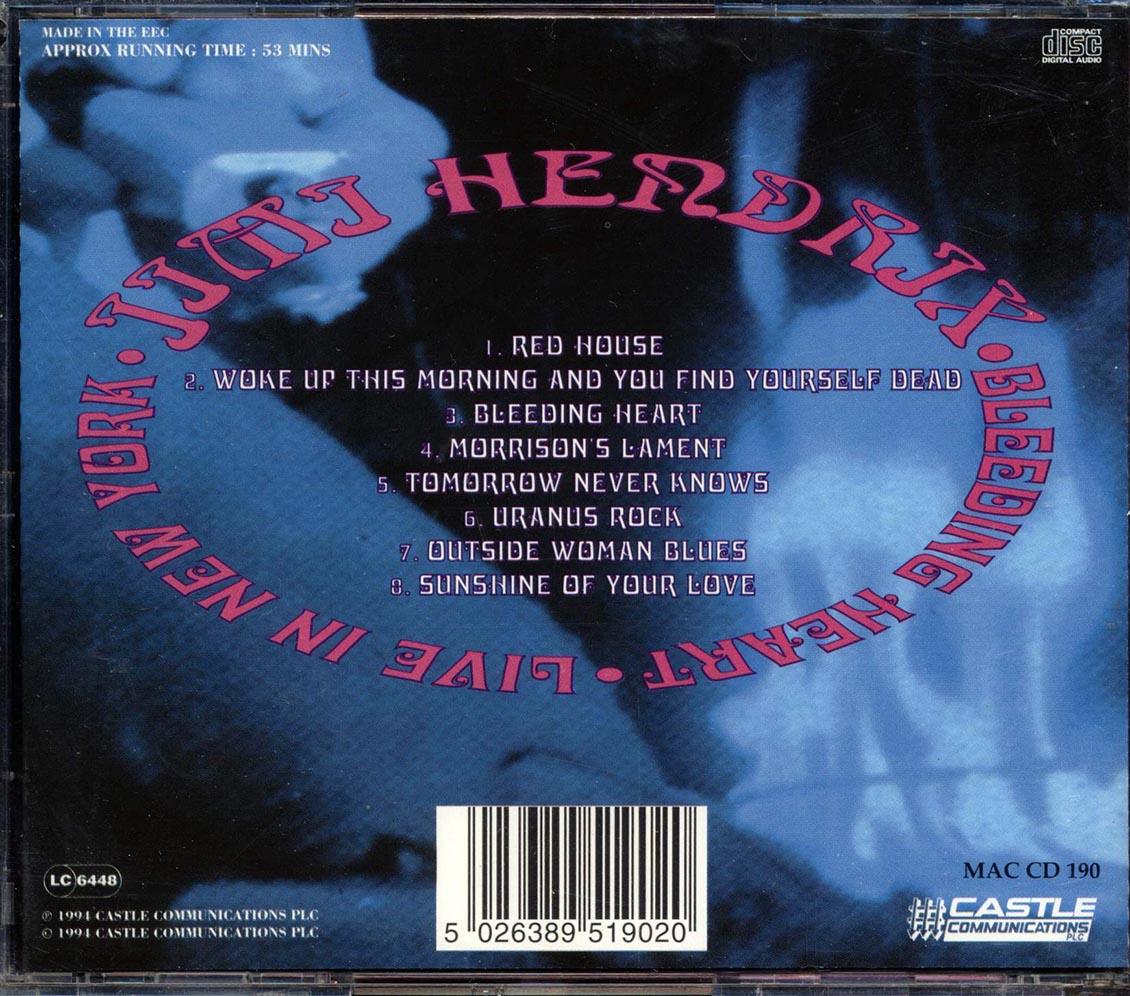 MADE IN THE EEC
APPROX RUNNING TIME : 53 MINS
COMPACT
disc
DIGITAL AUDIO
JIMI HENDRIX • BLEEDING HEART • LIVE IN NEW YORK •
1. RED HOUSE
2. WOKE UP THIS MORNING AND YOU FIND YOURSELF DEAD
3. BLEEDING HEART
4. MORRISON'S LAMENT
5. TOMORROW NEVER KNOWS
6. URANUS ROCK
7. OUTSIDE WOMAN BLUES
8. SUNSHINE OF YOUR LOVE
LC 6448
℗ 1994 CASTLE COMMUNICATIONS PLC
© 1994 CASTLE COMMUNICATIONS PLC
5 026389 519020
MAC CD 190
CASTLE
COMMUNICATIONS
PLC